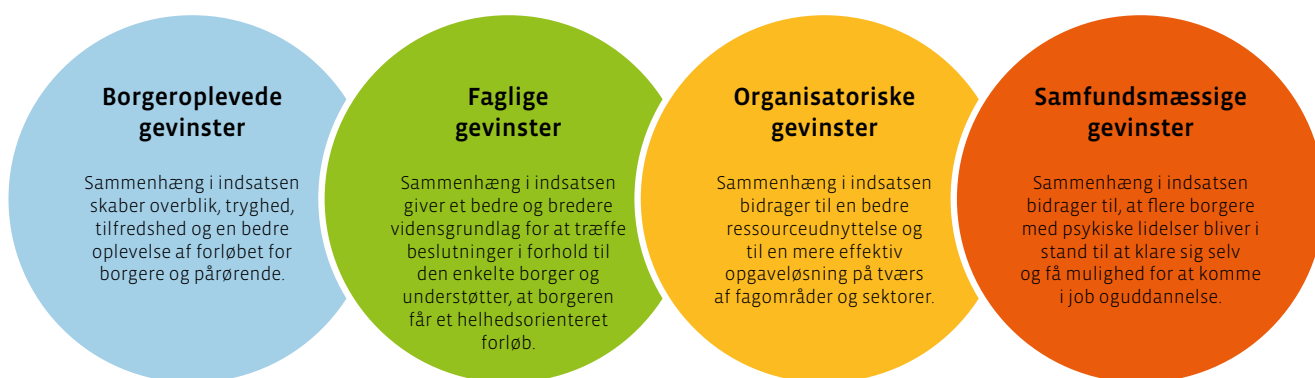 Borgeroplevede
gevinster
Sammenhæng i indsatsen
skaber overblik, tryghed,
tilfredshed og en bedre
oplevelse af forløbet for
borgere og pårørende.
Faglige
gevinster
Sammenhæng i indsatsen
giver et bedre og bredere
vidensgrundlag for at træffe
beslutninger i forhold til
den enkelte borger og
understøtter, at borgeren
får et helhedsorienteret
forløb.
Organisatoriske
gevinster
Sammenhæng i indsatsen
bidrager til en bedre
ressourceudnyttelse og
til en mere effektiv
opgaveløsning på tværs
af fagområder og sektorer.
Samfundsmæssige
gevinster
Sammenhæng i indsatsen
bidrager til, at flere borgere
med psykiske lidelser bliver i
stand til at klare sig selv
og få mulighed for at komme
i job oguddannelse.